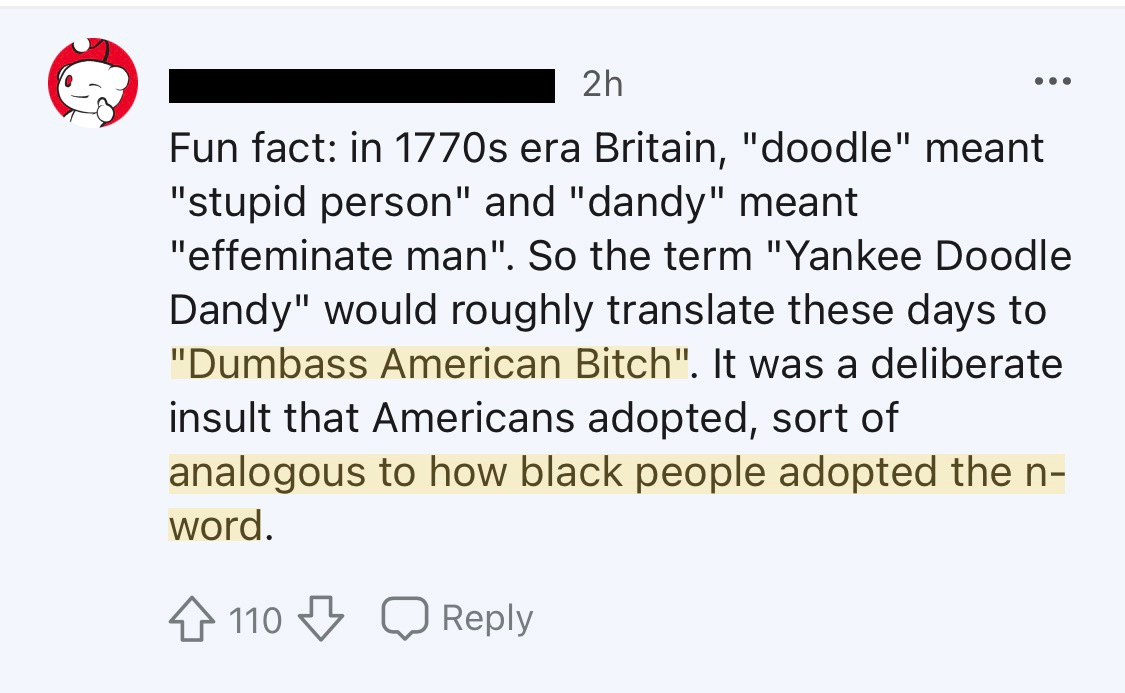 2h
Fun fact: in 1770s era Britain, "doodle" meant
"stupid person" and "dandy" meant
"effeminate man". So the term "Yankee Doodle
Dandy" would roughly translate these days to
"Dumbass American Bitch". It was a deliberate
insult that Americans adopted, sort of
analogous to how black people adopted the n-
word.
110 Reply